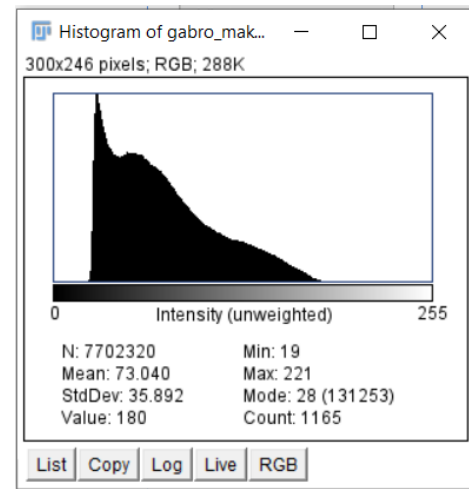 Histogram of gabro_mak...
300x246 pixels; RGB; 288K
0 Intensity (unweighted) 255
N: 7702320 Min: 19
Mean: 73.040 Max: 221
StdDev: 35.892 Mode: 28 (131253)
Value: 180 Count: 1165
List Copy Log Live RGB